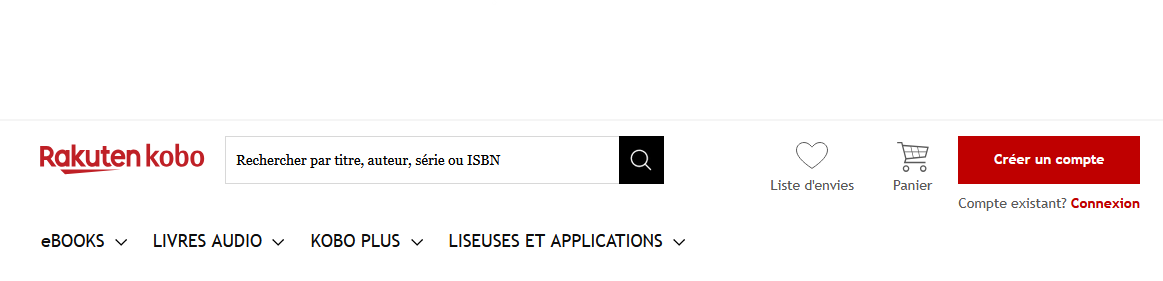 Rakuten kobo
Rechercher par titre, auteur, série ou ISBN
Liste d'envies
Panier
Créer un compte
Compte existant? Connexion
eBOOKS
LIVRES AUDIO
KOBO PLUS
LISEUSES ET APPLICATIONS